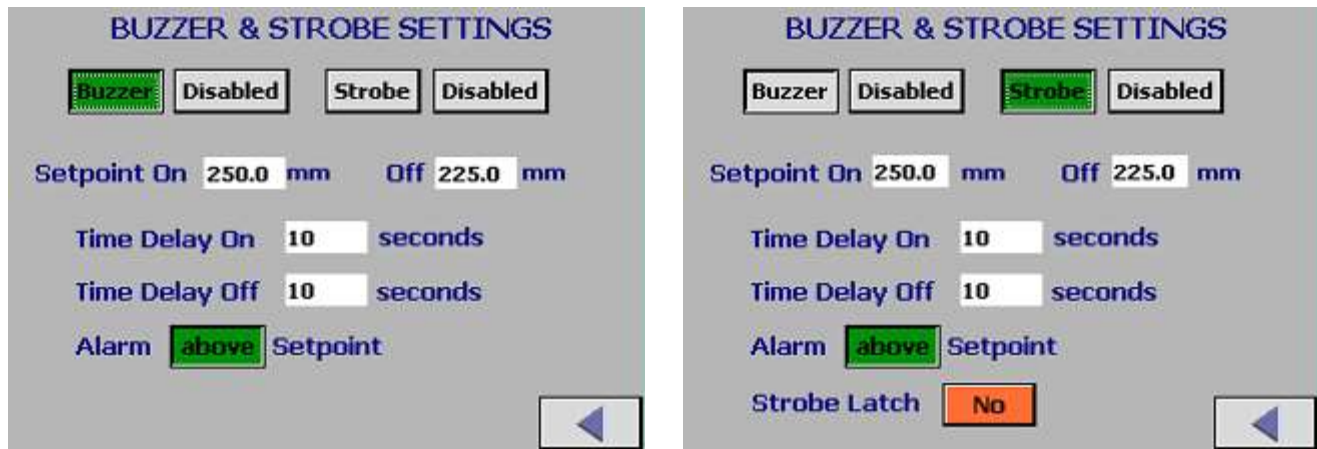 BUZZER & STROBE SETTINGS
Buzzer Disabled Strobe Disabled
Setpoint On 250.0 mm Off 225.0 mm
Time Delay On 10 seconds
Time Delay Off 10 seconds
Alarm above Setpoint
BUZZER & STROBE SETTINGS
Buzzer Disabled Strobe Disabled
Setpoint On 250.0 mm Off 225.0 mm
Time Delay On 10 seconds
Time Delay Off 10 seconds
Alarm above Setpoint
Strobe Latch No